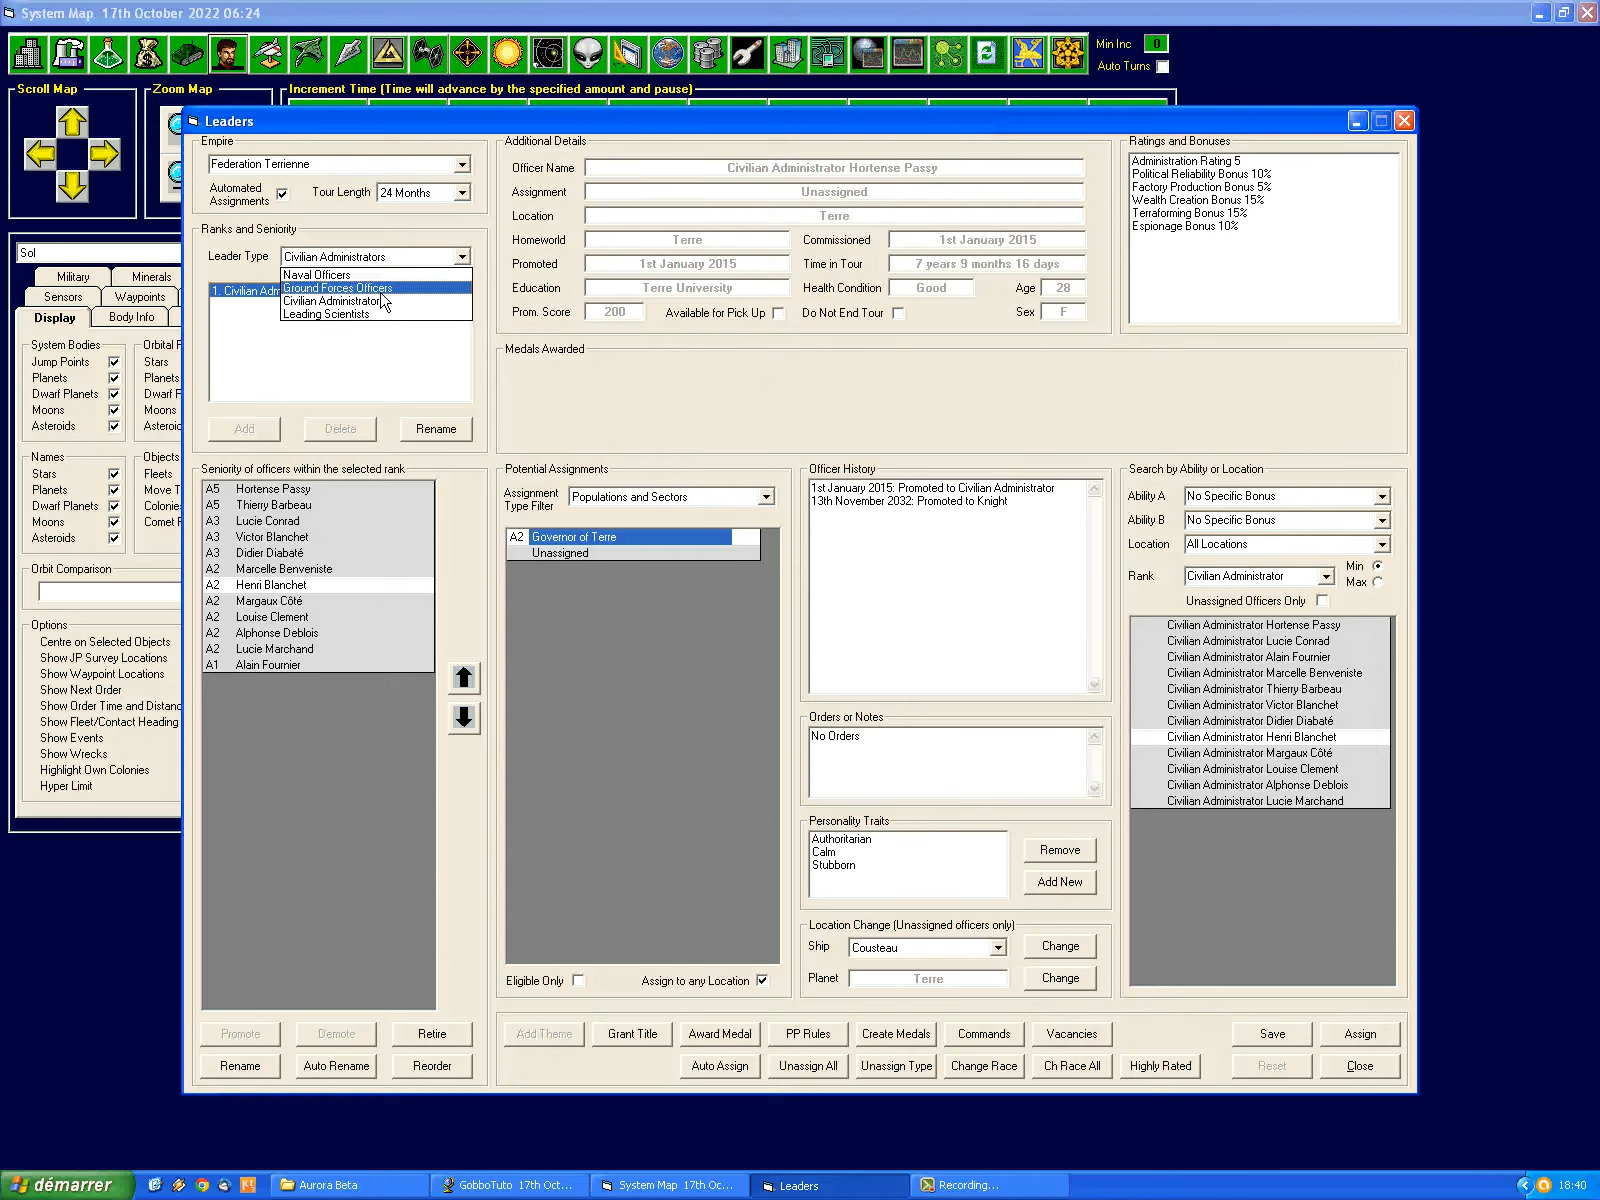 System Map  17th October 2022 06:24
Min Inc 0
Auto Turns
Scroll Map
Zoom Map
Increment Time (Time will advance by the specified amount and pause)
Sol
Military
Minerals
Sensors
Waypoints
Display
Body Info
System Bodies
Jump Points
Planets
Dwarf Planets
Moons
Asteroids
Stars
Planets
Moons
Names
Stars
Planets
Dwarf Planets
Moons
Asteroids
Objects
Fleets
Orbit Comparison
Options
Centre on Selected Objects
Show JP Survey Locations
Show Waypoint Locations
Show Next Order
Show Order Time and Distanc
Show Fleet/Contact Heading
Show Events
Show Wrecks
Highlight Own Colonies
Hyper Limit
Leaders
Empire
Federation Terrienne
Automated Assignments
Tour Length 24 Months
Ranks and Seniority
Leader Type Civilian Administrators
Naval Officers
Ground Forces Officers
Civilian Administrator
Leading Scientists
1. Civilian Adm
Add
Delete
Rename
Additional Details
Officer Name Civilian Administrator Hortense Passy
Assignment Unassigned
Location Terre
Homeworld Terre
Commissioned 1st January 2015
Promoted 1st January 2015
Time in Tour 7 years 9 months 16 days
Education Terre University
Health Condition Good
Age 28
Prom. Score 200
Available for Pick Up
Do Not End Tour
Sex F
Ratings and Bonuses
Administration Rating 5
Political Reliability Bonus 10%
Factory Production Bonus 5%
Wealth Creation Bonus 15%
Terraforming Bonus 15%
Espionage Bonus 10%
Medals Awarded
Seniority of officers within the selected rank
A5 Hortense Passy
A5 Thierry Barbeau
A3 Lucie Conrad
A3 Victor Blanchet
A3 Didier Diabaté
A2 Marcelle Benveniste
A2 Henri Blanchet
A2 Margaux Côté
A2 Louise Clement
A2 Alphonse Deblois
A2 Lucie Marchand
A1 Alain Fournier
Promote
Demote
Retire
Rename
Auto Rename
Reorder
Potential Assignments
Assignment Type Filter
Populations and Sectors
A2 Governor of Terre
Unassigned
Eligible Only
Assign to any Location
Officer History
1st January 2015: Promoted to Civilian Administrator
13th November 2032: Promoted to Knight
Orders or Notes
No Orders
Personality Traits
Authoritarian
Calm
Stubborn
Remove
Add New
Location Change (Unassigned officers only)
Ship Cousteau
Change
Planet Terre
Change
Search by Ability or Location
Ability A No Specific Bonus
Ability B No Specific Bonus
Location All Locations
Rank Civilian Administrator
Min
Max
Unassigned Officers Only
Civilian Administrator Hortense Passy
Civilian Administrator Lucie Conrad
Civilian Administrator Alain Fournier
Civilian Administrator Marcelle Benveniste
Civilian Administrator Thierry Barbeau
Civilian Administrator Victor Blanchet
Civilian Administrator Didier Diabaté
Civilian Administrator Henri Blanchet
Civilian Administrator Margaux Côté
Civilian Administrator Louise Clement
Civilian Administrator Alphonse Deblois
Civilian Administrator Lucie Marchand
Add Theme
Grant Title
Award Medal
PP Rules
Create Medals
Commands
Vacancies
Save
Assign
Auto Assign
Unassign All
Unassign Type
Change Race
Ch Race All
Highly Rated
Reset
Close
démarrer
Aurora Beta
GobboTuto  17th Oct...
System Map  17th Oc...
Leaders
Recording...
18:40